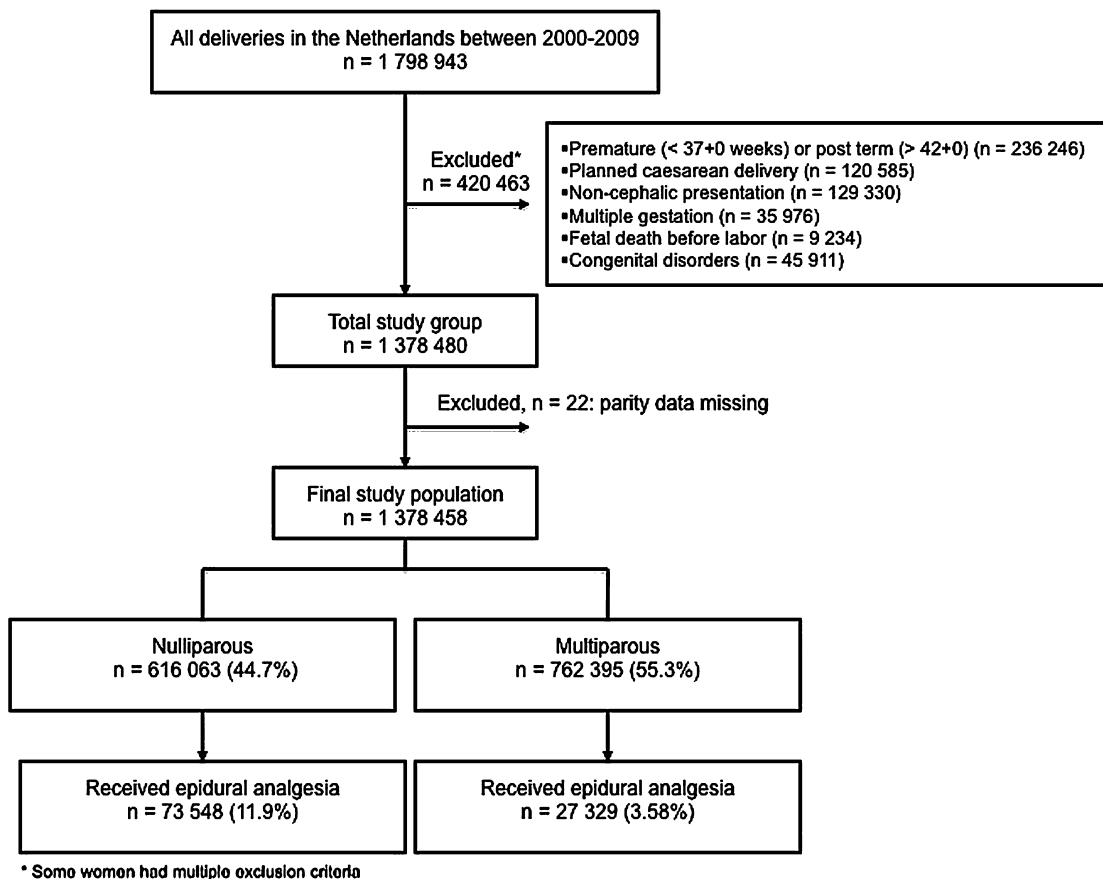 All deliveries in the Netherlands between 2000-2009
n = 1 798 943
Excluded*
n = 420 463
▪Premature (< 37+0 weeks) or post term (> 42+0) (n = 236 246)
▪Planned caesarean delivery (n = 120 585)
▪Non-cephalic presentation (n = 129 330)
▪Multiple gestation (n = 35 976)
▪Fetal death before labor (n = 9 234)
▪Congenital disorders (n = 45 911)
Total study group
n = 1 378 480
Excluded, n = 22: parity data missing
Final study population
n = 1 378 458
Nulliparous
n = 616 063 (44.7%)
Multiparous
n = 762 395 (55.3%)
Received epidural analgesia
n = 73 548 (11.9%)
Received epidural analgesia
n = 27 329 (3.58%)
* Some women had multiple exclusion criteria